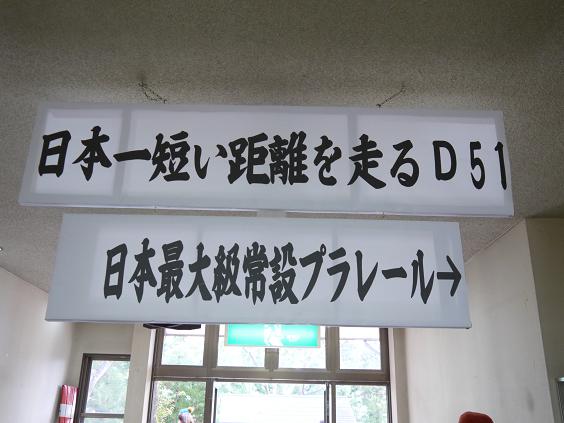 日本一短い距離を走るD51
日本最大級常設プラレール→